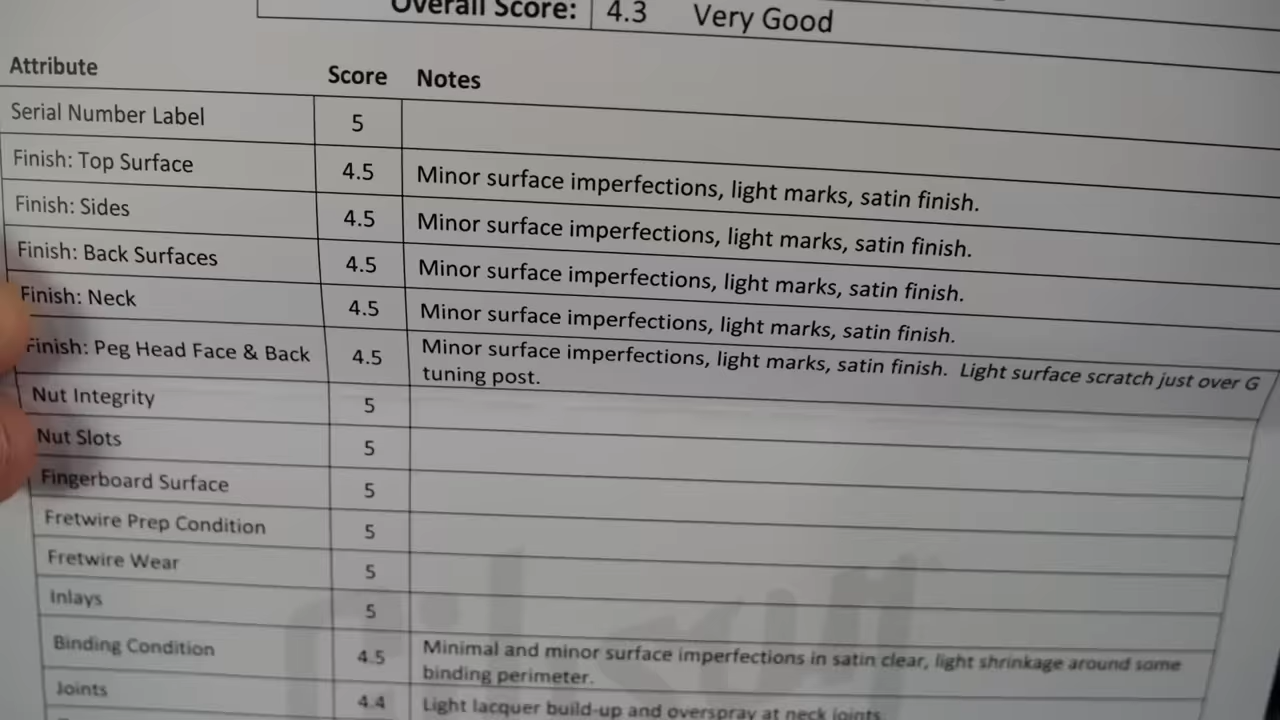 Overall Score: 4.3 Very Good
Attribute Score Notes
Serial Number Label 5
Finish: Top Surface 4.5 Minor surface imperfections, light marks, satin finish.
Finish: Sides 4.5 Minor surface imperfections, light marks, satin finish.
Finish: Back Surfaces 4.5 Minor surface imperfections, light marks, satin finish.
Finish: Neck 4.5 Minor surface imperfections, light marks, satin finish.
Finish: Peg Head Face & Back 4.5 Minor surface imperfections, light marks, satin finish. Light surface scratch just over G
tuning post.
Nut Integrity 5
Nut Slots 5
Fingerboard Surface 5
Fretwire Prep Condition 5
Fretwire Wear 5
Inlays 5
Binding Condition 4.5 Minimal and minor surface imperfections in satin clear, light shrinkage around some
binding perimeter.
Joints 4.4 Light lacquer build-up and overspray at neck joints.
Gibson